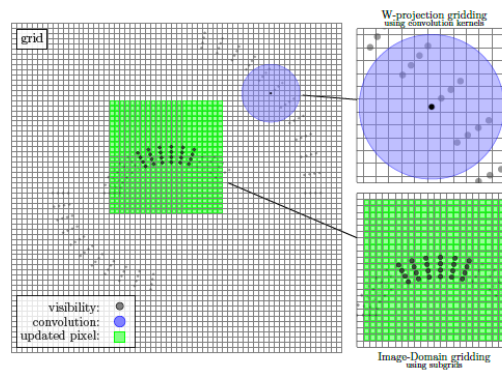 grid
W-projection gridding
using convolution kernels
visibility:
convolution:
updated pixel:
Image-Domain gridding
using subgrids